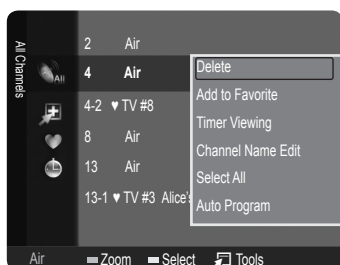 All Channels
All
2 Air
4 Air
4-2 ♥ TV #8
8 Air
13 Air
13-1 ♥ TV #3 Alice's
Delete
Add to Favorite
Timer Viewing
Channel Name Edit
Select All
Auto Program
Air Zoom Select Tools